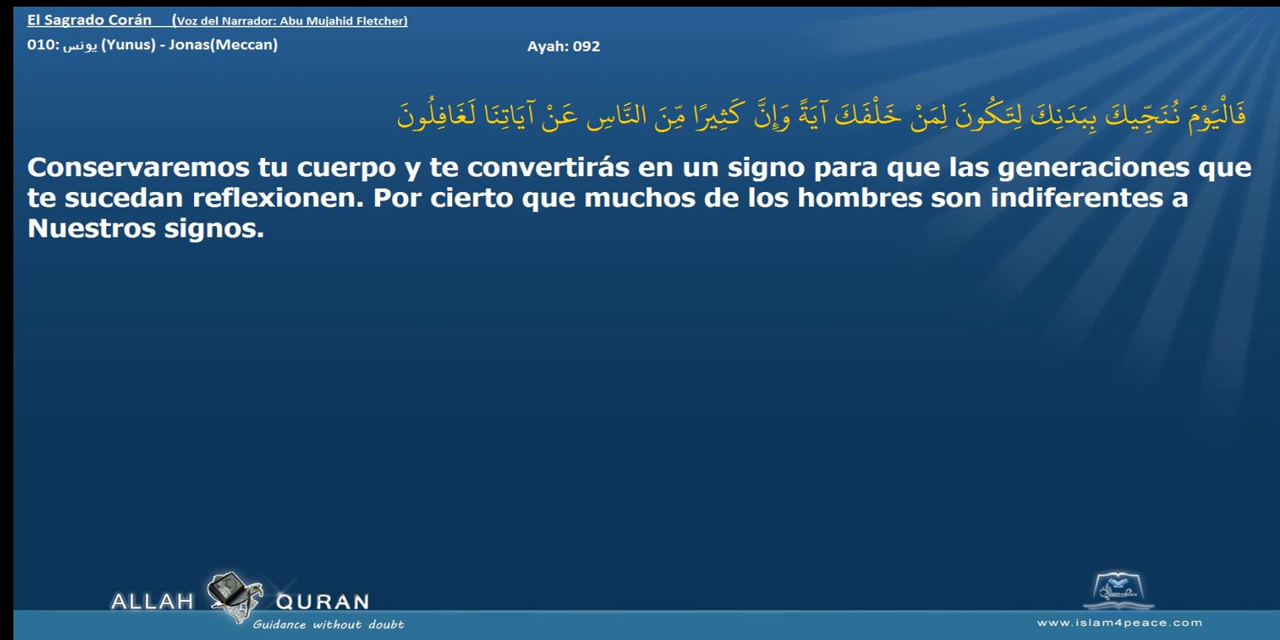 El Sagrado Corán (Voz del Narrador: Abu Mujahid Fletcher)
010: يونس (Yunus) - Jonas(Meccan) Ayah: 092
فَالْيَوْمَ نُنَجِّيكَ بِبَدَنِكَ لِتَكُونَ لِمَنْ خَلْفَكَ آيَةً وَإِنَّ كَثِيرًا مِّنَ النَّاسِ عَنْ آيَاتِنَا لَغَافِلُونَ
Conservaremos tu cuerpo y te convertirás en un signo para que las generaciones que
te sucedan reflexionen. Por cierto que muchos de los hombres son indiferentes a
Nuestros signos.
ALLAH QURAN
Guidance without doubt
www.islam4peace.com